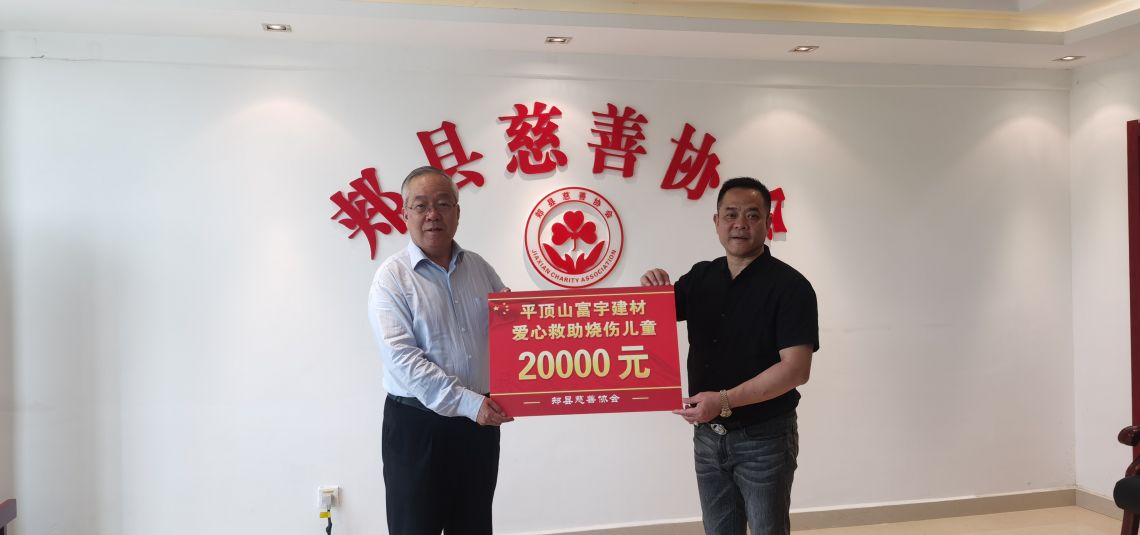 郏县慈善协
郏县慈善协会
JIAXIAN CHARITY ASSOCIATION
平顶山富宇建材
爱心救助烧伤儿童
20000 元
郏县慈善协会